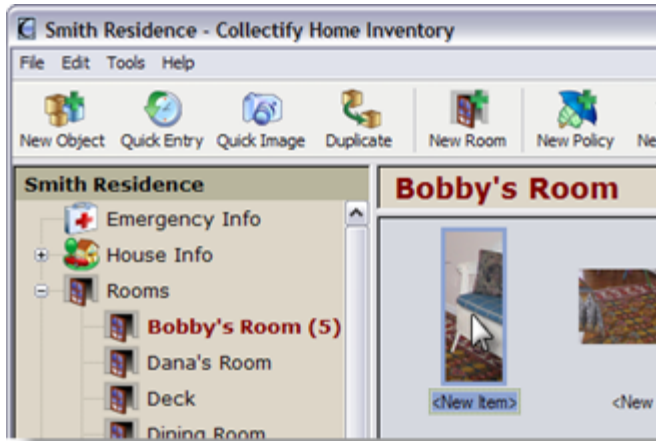 Smith Residence - Collectify Home Inventory
File Edit Tools Help
New Object Quick Entry Quick Image Duplicate New Room New Policy
Smith Residence
Bobby's Room
Emergency Info
House Info
Rooms
Bobby's Room (5)
Dana's Room
Deck
Dining Room
<New Item> <New